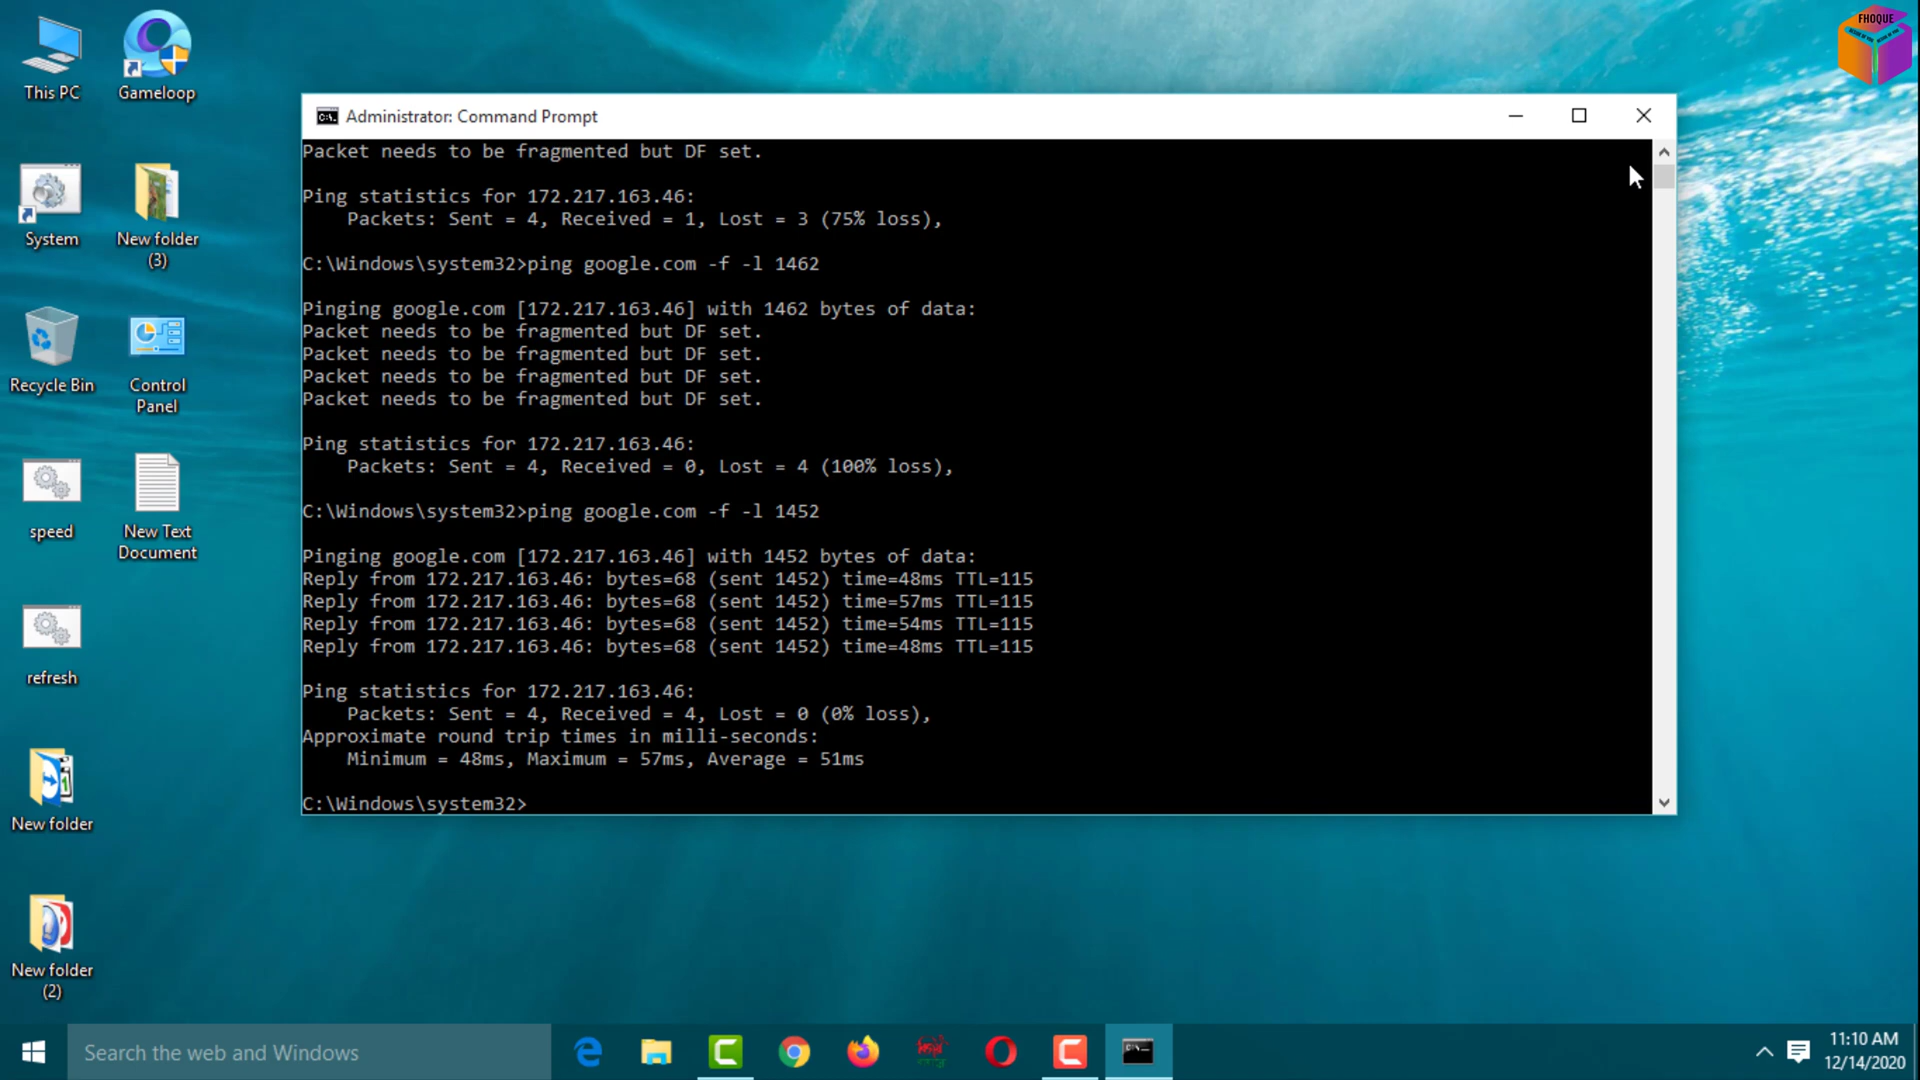 This PC
Gameloop
FHOQUE
System
New folder
(3)
Recycle Bin
Control
Panel
speed
New Text
Document
refresh
New folder
New folder
(2)
Administrator: Command Prompt
Packet needs to be fragmented but DF set.
Ping statistics for 172.217.163.46:
Packets: Sent = 4, Received = 1, Lost = 3 (75% loss),
C:\Windows\system32>ping google.com -f -l 1462
Pinging google.com [172.217.163.46] with 1462 bytes of data:
Packet needs to be fragmented but DF set.
Packet needs to be fragmented but DF set.
Packet needs to be fragmented but DF set.
Packet needs to be fragmented but DF set.
Ping statistics for 172.217.163.46:
Packets: Sent = 4, Received = 0, Lost = 4 (100% loss),
C:\Windows\system32>ping google.com -f -l 1452
Pinging google.com [172.217.163.46] with 1452 bytes of data:
Reply from 172.217.163.46: bytes=68 (sent 1452) time=48ms TTL=115
Reply from 172.217.163.46: bytes=68 (sent 1452) time=57ms TTL=115
Reply from 172.217.163.46: bytes=68 (sent 1452) time=54ms TTL=115
Reply from 172.217.163.46: bytes=68 (sent 1452) time=48ms TTL=115
Ping statistics for 172.217.163.46:
Packets: Sent = 4, Received = 4, Lost = 0 (0% loss),
Approximate round trip times in milli-seconds:
Minimum = 48ms, Maximum = 57ms, Average = 51ms
C:\Windows\system32>
Search the web and Windows
11:10 AM
12/14/2020